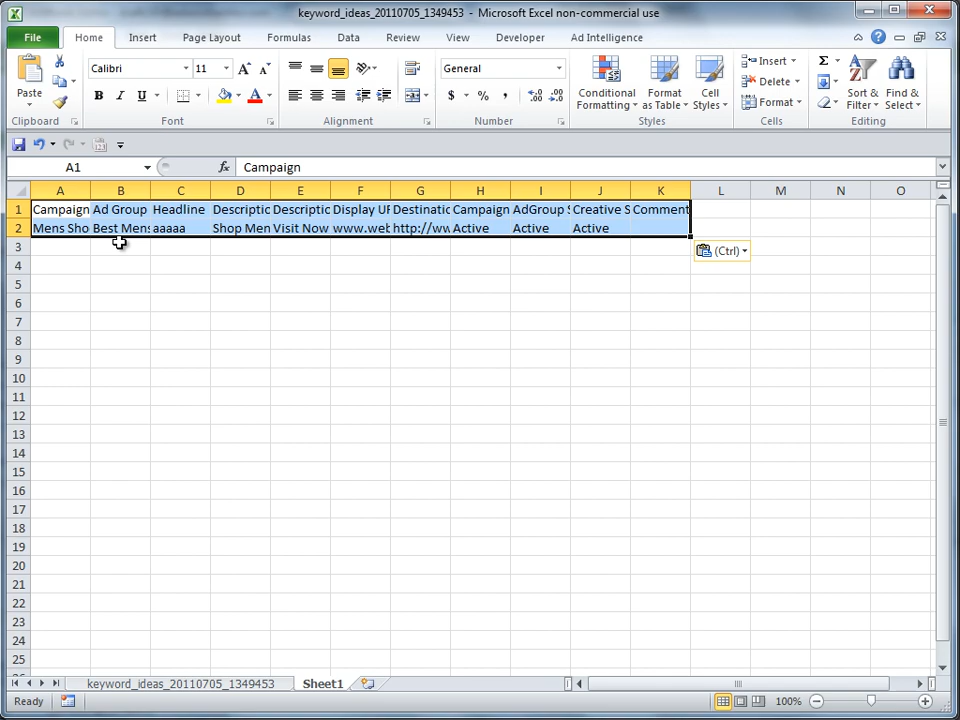 keyword_ideas_20110705_1349453 - Microsoft Excel non-commercial use
File Home Insert Page Layout Formulas Data Review View Developer Ad Intelligence
Paste
Calibri 11
B I U
A A
General
$ % ,
Conditional Formatting
Format as Table
Cell Styles
Insert
Delete
Format
Σ
Sort & Filter
Find & Select
Clipboard Font Alignment Number Styles Cells Editing
A1 fx Campaign
A B C D E F G H I J K L M N O
1 Campaign Ad Group Headline Descriptic Descriptic Display UF Destinatic Campaign AdGroup S Creative S Comment
2 Mens Sho Best Mens aaaaa Shop Men Visit Now www.web http://ww Active Active Active
3 (Ctrl)
4
5
6
7
8
9
10
11
12
13
14
15
16
17
18
19
20
21
22
23
24
25
keyword_ideas_20110705_1349453 Sheet1
Ready 100%